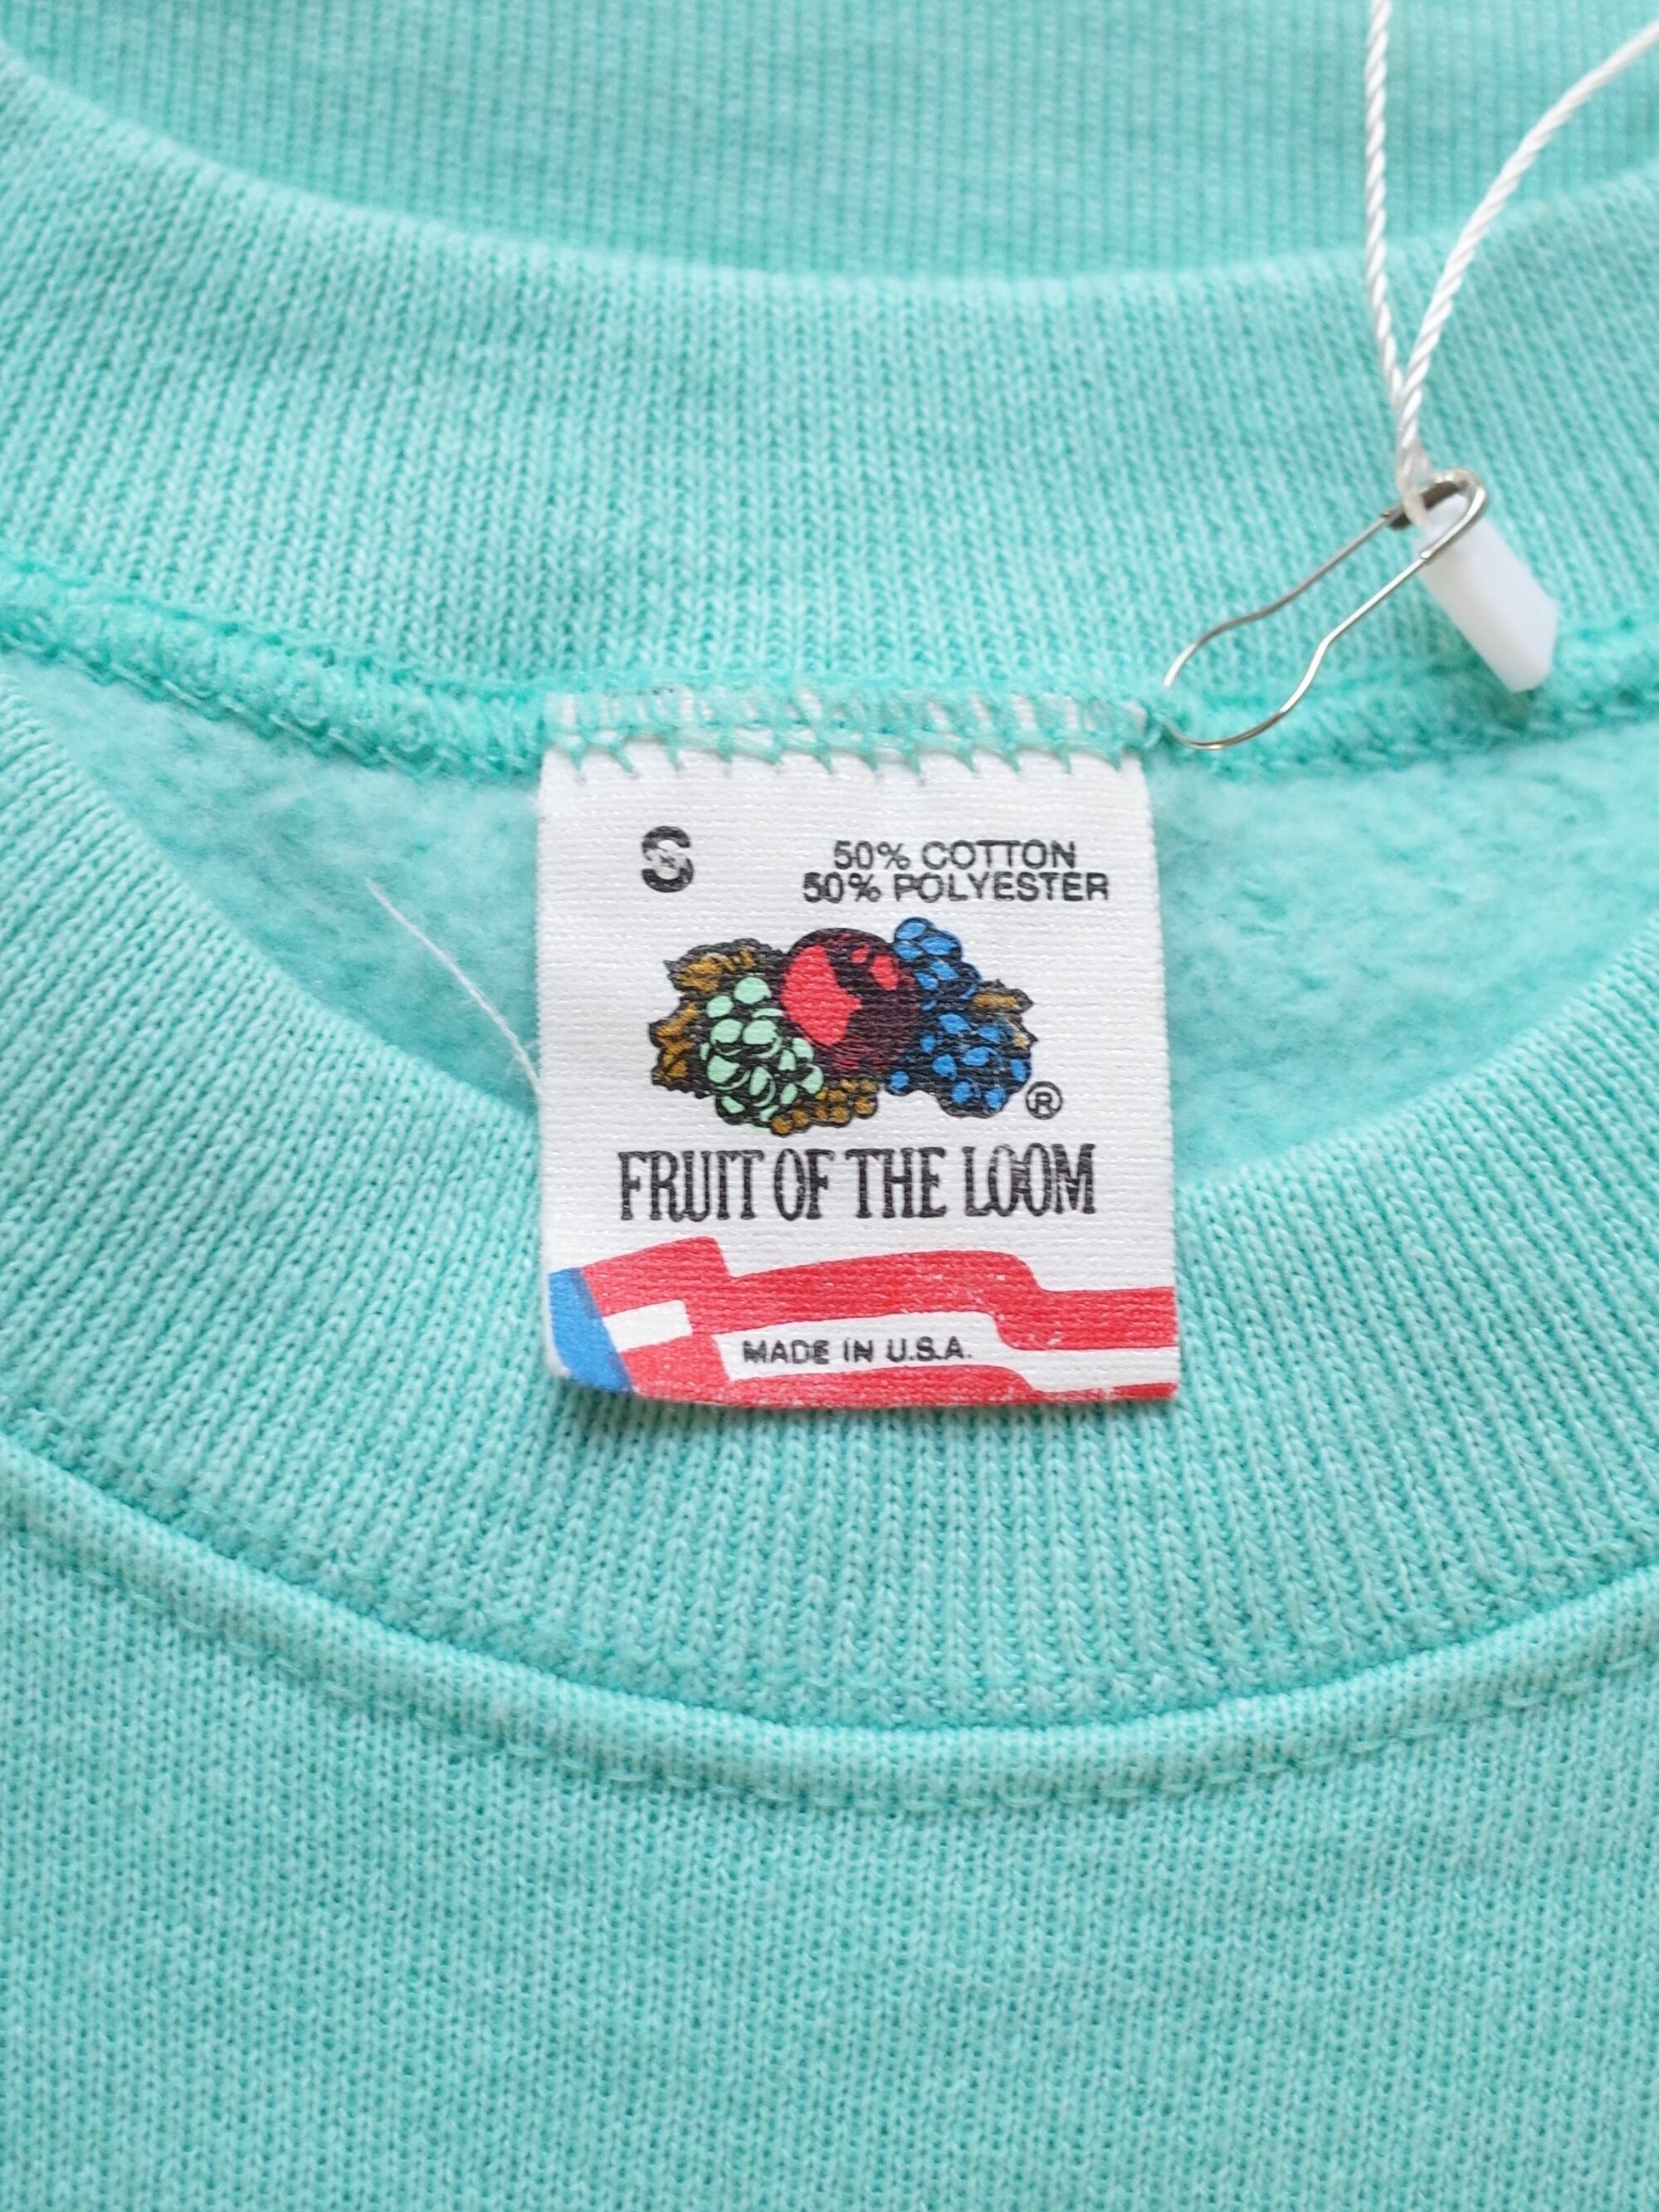 S
50% COTTON
50% POLYESTER
®
FRUIT OF THE LOOM
MADE IN U.S.A.